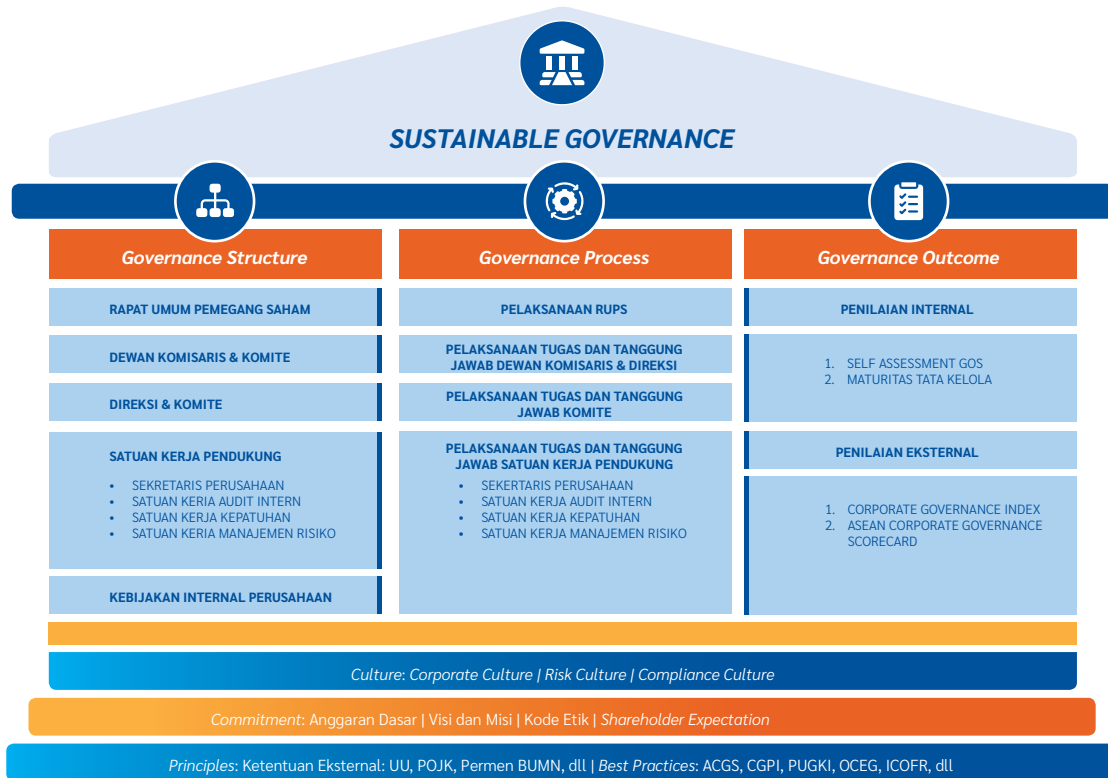 SUSTAINABLE GOVERNANCE
Governance Structure
RAPAT UMUM PEMEGANG SAHAM
DEWAN KOMISARIS & KOMITE
DIREKSI & KOMITE
SATUAN KERJA PENDUKUNG
• SEKRETARIS PERUSAHAAN
• SATUAN KERIA AUDIT INTERN
• SATUAN KERJA KEPATUHAN
• SATUAN KERIA MANAJEMEN RISIKO
KEBIJAKAN INTERNAL PERUSAHAAN
Governance Process
PELAKSANAAN RUPS
PELAKSANAAN TUGAS DAN TANGGUNG
JAWAB DEWAN KOMISARIS & DIREKSI
PELAKSANAAN TUGAS DAN TANGGUNG
JAWAB KOMITE
PELAKSANAAN TUGAS DAN TANGGUNG
JAWAB SATUAN KERJA PENDUKUNG
• SEKERTARIS PERUSAHAAN
• SATUAN KERJA AUDIT INTERN
• SATUAN KERJA KEPATUHAN
• SATUAN KERJA MANAJEMEN RISIKO
Governance Outcome
PENILAIAN INTERNAL
1. SELF ASSESSMENT GOS
2. MATURITAS TATA KELOLA
PENILAIAN EKSTERNAL
1. CORPORATE GOVERNANCE INDEX
2. ASEAN CORPORATE GOVERNANCE
SCORECARD
Culture: Corporate Culture | Risk Culture | Compliance Culture
Commitment: Anggaran Dasar | Visi dan Misi | Kode Etik | Shareholder Expectation
Principles: Ketentuan Eksternal: UU, POJK, Permen BUMN, dll | Best Practices: ACGS, CGPI, PUGKI, OCEG, ICOFR, dll